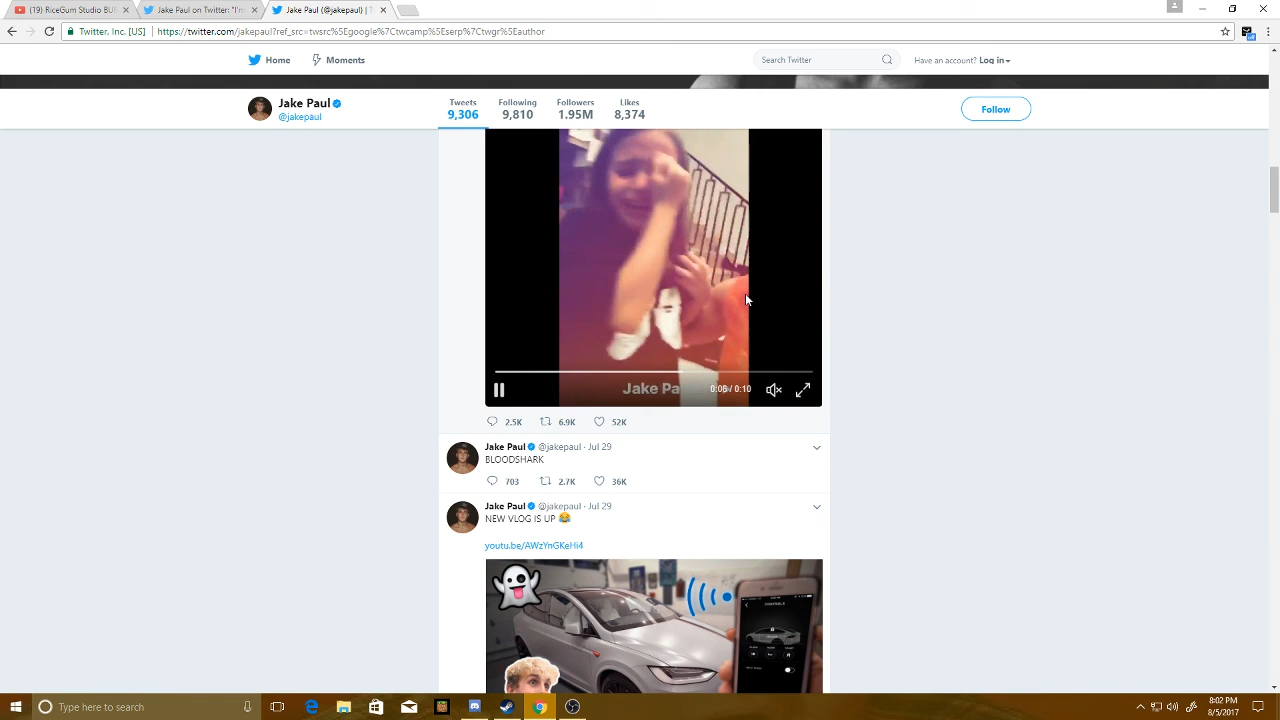 (19) RiceGum Studio BU
Jake Paul on Twitter: "I'm
Jake Paul (@jakepaul) | T
Twitter, Inc. [US]
https://twitter.com/jakepaul?ref_src=twsrc%5Egoogle%7Ctwcamp%5Eserp%7Ctwgr%5Eauthor
Home
Moments
Search Twitter
Have an account? Log in
Jake Paul
@jakepaul
Tweets
9,306
Following
9,810
Followers
1.95M
Likes
8,374
Jake Pa
0:06 / 0:10
2.5K
6.9K
52K
Jake Paul @jakepaul · Jul 29
BLOODSHARK
703
2.7K
36K
Jake Paul @jakepaul · Jul 29
NEW VLOG IS UP 😂
youtu.be/AWzYnGKeHi4
Type here to search
8:02 PM
8/5/2017